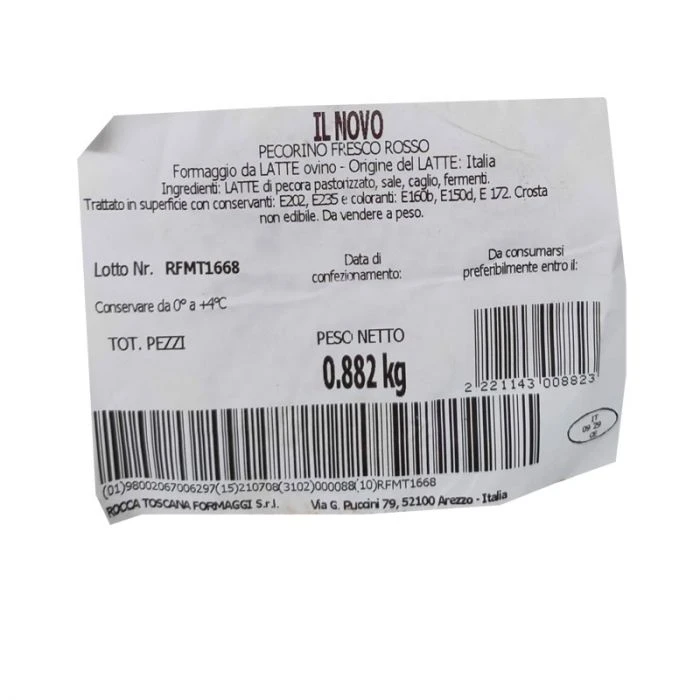 IL NOVO
PECORINO FRESCO ROSSO
Formaggio da LATTE ovino - Origine del LATTE: Italia
Ingredienti: LATTE di pecora pastorizzato, sale, caglio, fermenti.
Trattato in superficie con conservanti: E202, E235 e coloranti: E160b, E150d, E 172. Crosta
non edibile. Da vendere a peso.
Lotto Nr. RFMT1668
Data di
confezionamento:
Da consumarsi
preferibilmente entro il:
Conservare da 0° a +4°C
TOT. PEZZI
PESO NETTO
0.882 kg
2 221143 008823
IT
09 29
CE
(01)98002067006297(15)210708(3102)000088(10)RFMT1668
ROCCA TOSCANA FORMAGGI S.r.l. Via G. Puccini 79, 52100 Arezzo - Italia